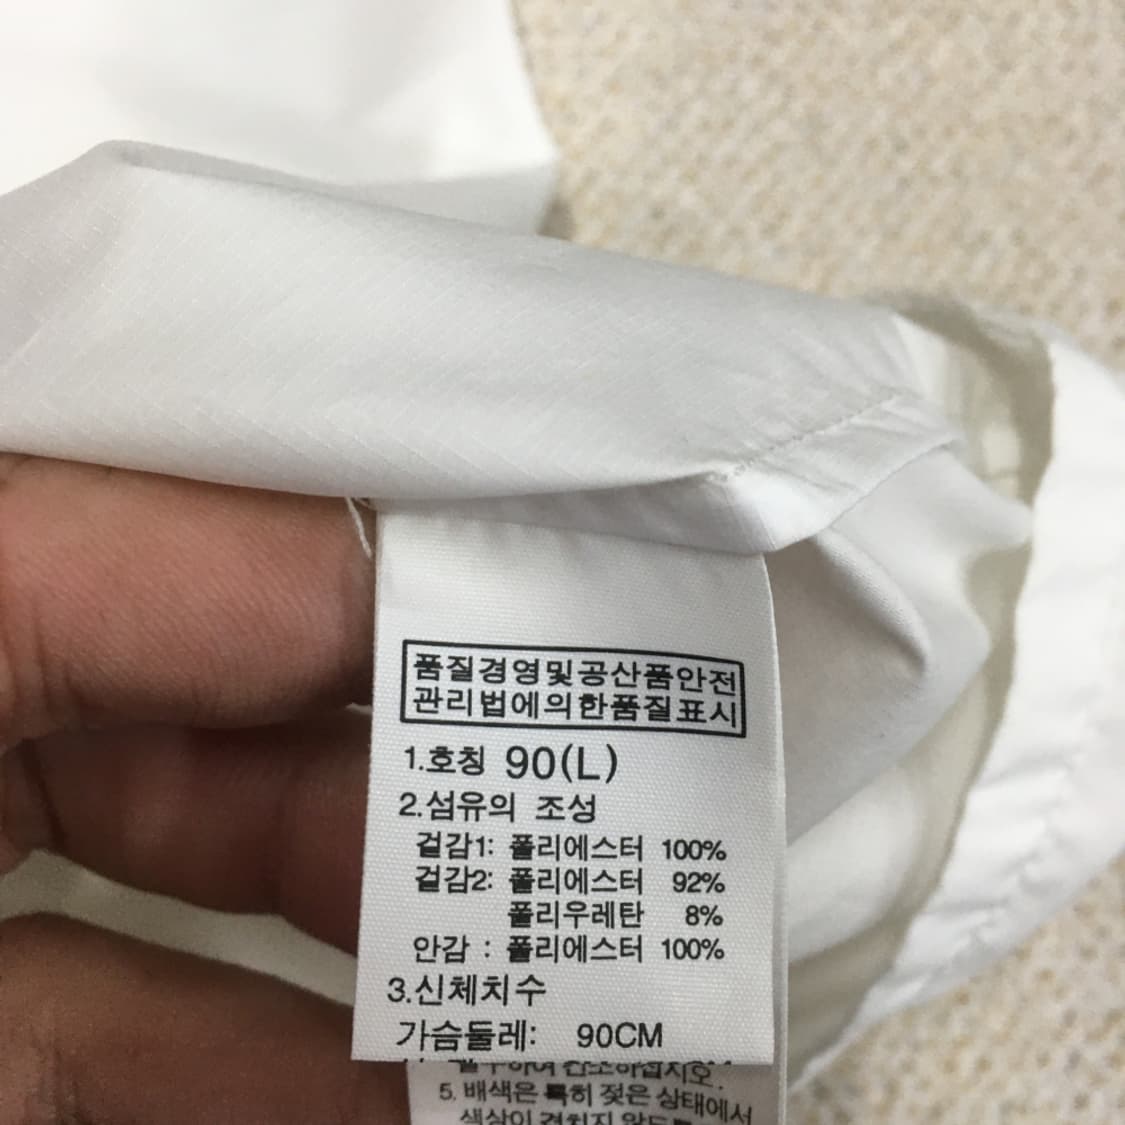 품질경영및공산품안전
관리법에의한품질표시
1.호칭 90(L)
2.섬유의 조성
겉감1: 폴리에스터 100%
겉감2: 폴리에스터 92%
폴리우레탄 8%
안감 : 폴리에스터 100%
3.신체치수
가슴둘레: 90CM
5. 배색은 특히 젖은 상태에서
색상이